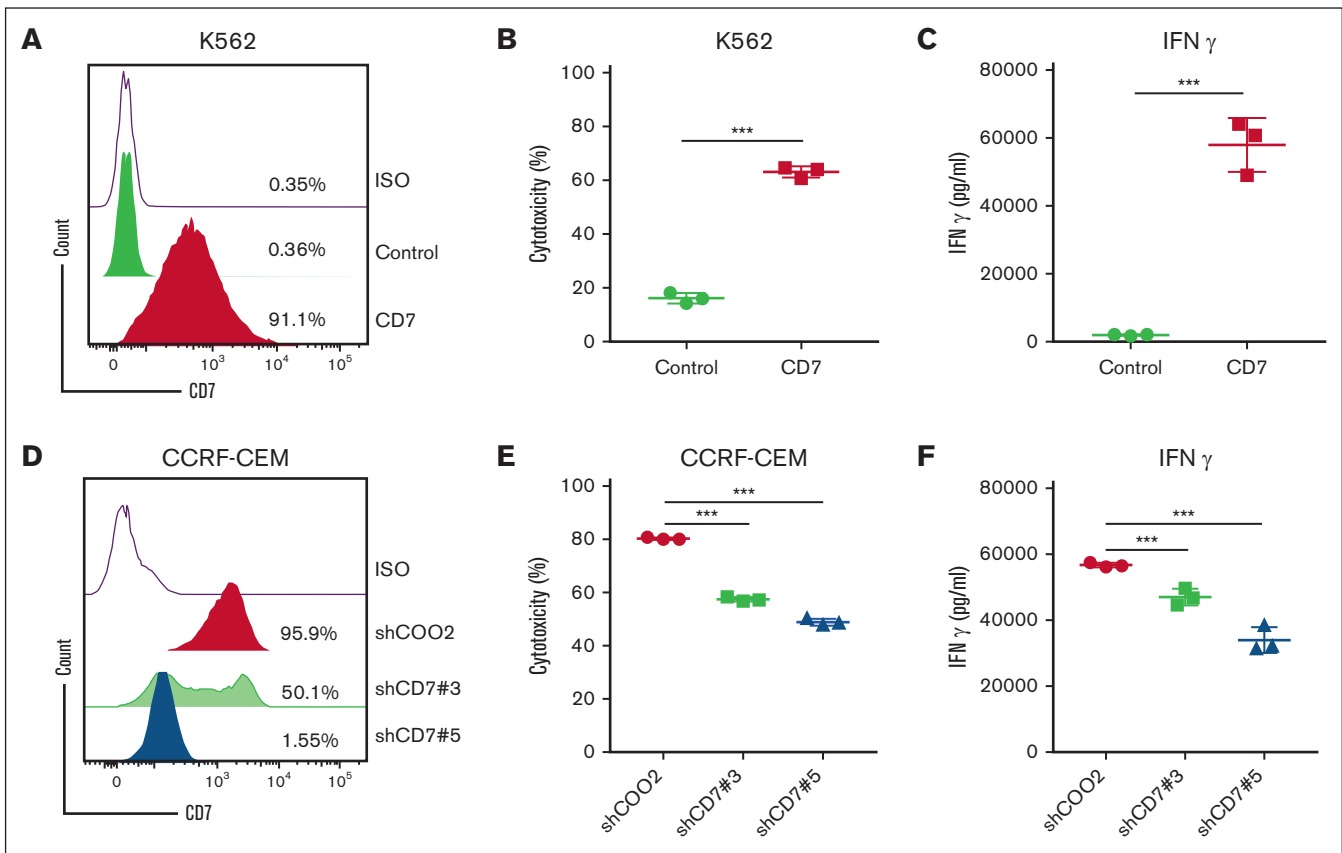 A
K562
0.35%
ISO
0.36%
Control
91.1%
CD7
Count
0
10³
10⁴
10⁵
CD7
B
K562
Cytotoxicity (%)
100
80
60
40
20
0
***
Control
CD7
C
IFN γ
IFN γ (pg/ml)
80000
60000
40000
20000
0
***
Control
CD7
D
CCRF-CEM
ISO
95.9%
shCOO2
50.1%
shCD7#3
1.55%
shCD7#5
Count
0
10³
10⁴
10⁵
CD7
E
CCRF-CEM
Cytotoxicity (%)
100
80
60
40
20
0
***
***
shCOO2
shCD7#3
shCD7#5
F
IFN γ
IFN γ (pg/ml)
80000
60000
40000
20000
0
***
***
shCOO2
shCD7#3
shCD7#5